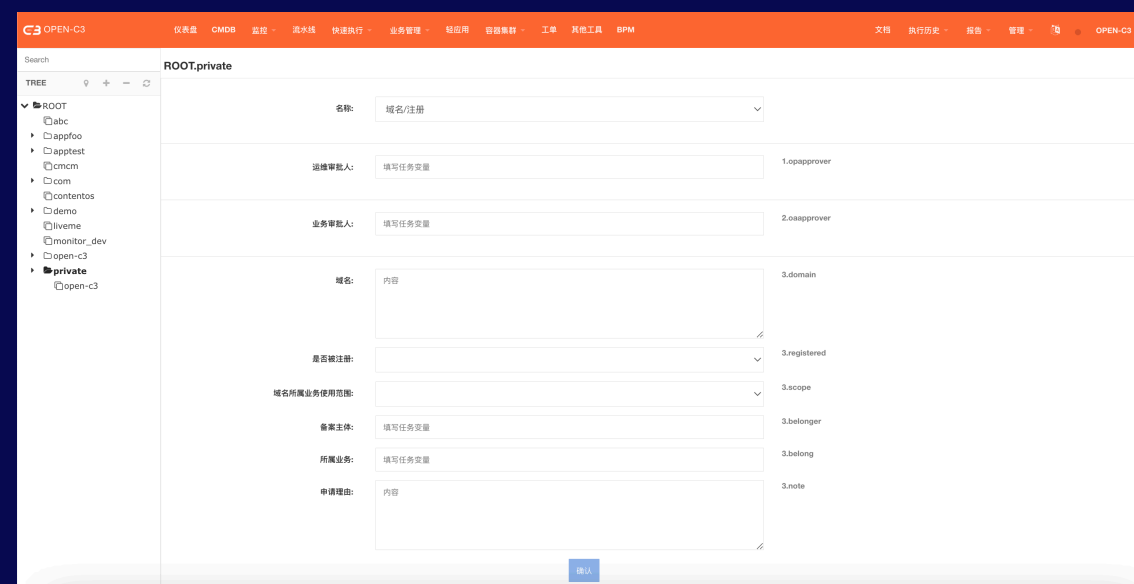 C3 OPEN-C3 仪表盘 CMDB 监控 流水线 快速执行 业务管理 轻应用 容器集群 工单 其他工具 BPM 文档 执行历史 报告 管理 OPEN-C3
Search
ROOT.private
TREE
ROOT
abc
appfoo
apptest
cmcm
com
contentos
demo
liveme
monitor_dev
open-c3
private
open-c3
名称: 域名/注册
运维审批人: 填写任务变量 1.opapprover
业务审批人: 填写任务变量 2.oaapprover
域名: 内容 3.domain
是否被注册: 3.registered
域名所属业务使用范围: 3.scope
备案主体: 填写任务变量 3.belonger
所属业务: 填写任务变量 3.belong
申请理由: 内容 3.note
确认